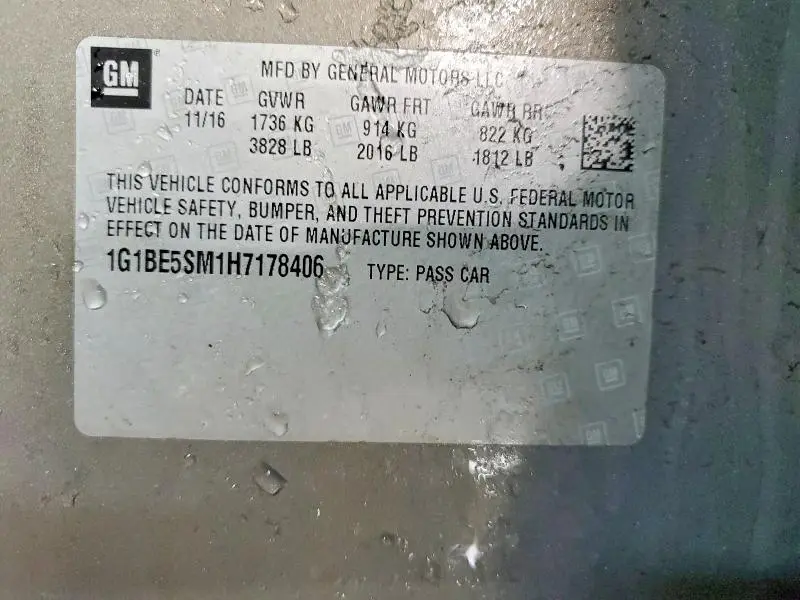 GM
MFD BY GENERAL MOTORS LLC
DATE GVWR GAWR FRT GAWR RR
11/16 1736 KG 914 KG 822 KG
3828 LB 2016 LB 1812 LB
THIS VEHICLE CONFORMS TO ALL APPLICABLE U.S. FEDERAL MOTOR
VEHICLE SAFETY, BUMPER, AND THEFT PREVENTION STANDARDS IN
EFFECT ON THE DATE OF MANUFACTURE SHOWN ABOVE.
1G1BE5SM1H7178406 TYPE: PASS CAR